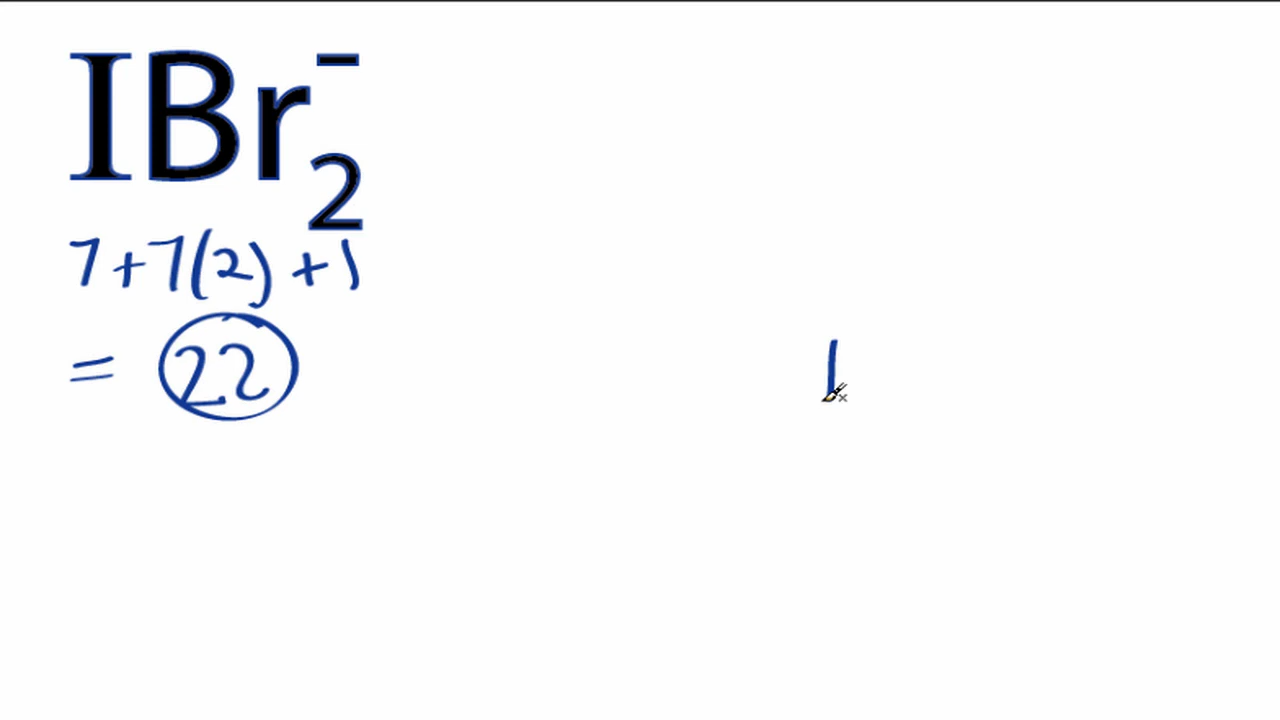 IBr₂⁻
7+7(2)+1
= 22